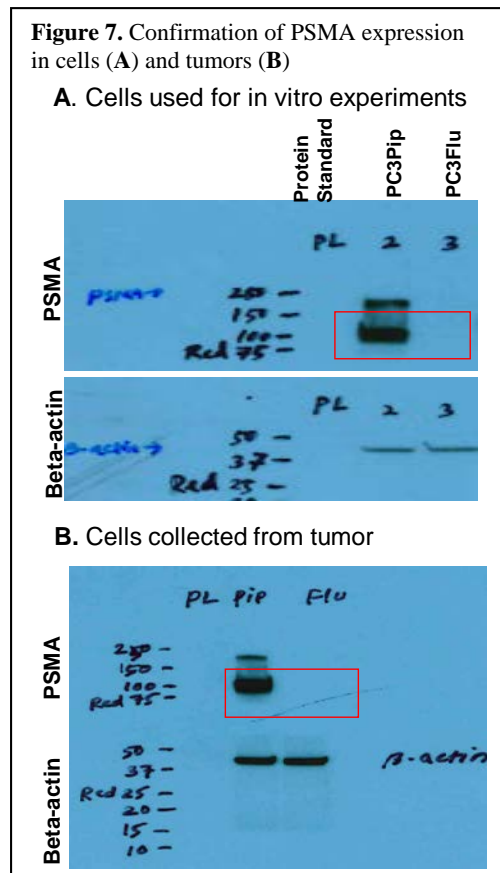 Figure 7. Confirmation of PSMA expression
in cells (A) and tumors (B)
A. Cells used for in vitro experiments
Protein
Standard
PC3Pip
PC3Flu
PSMA
PL 2 3
PSMA→
250 –
150 –
100 –
Red 75
Beta-actin
PL 2 3
β-actin→
50 –
37 –
Red 25 –
B. Cells collected from tumor
PSMA
PL Pip Flu
250 –
150 –
100 –
Red 75 –
Beta-actin
50 –
37 –
Red 25 –
20 –
15 –
10 –
β-actin